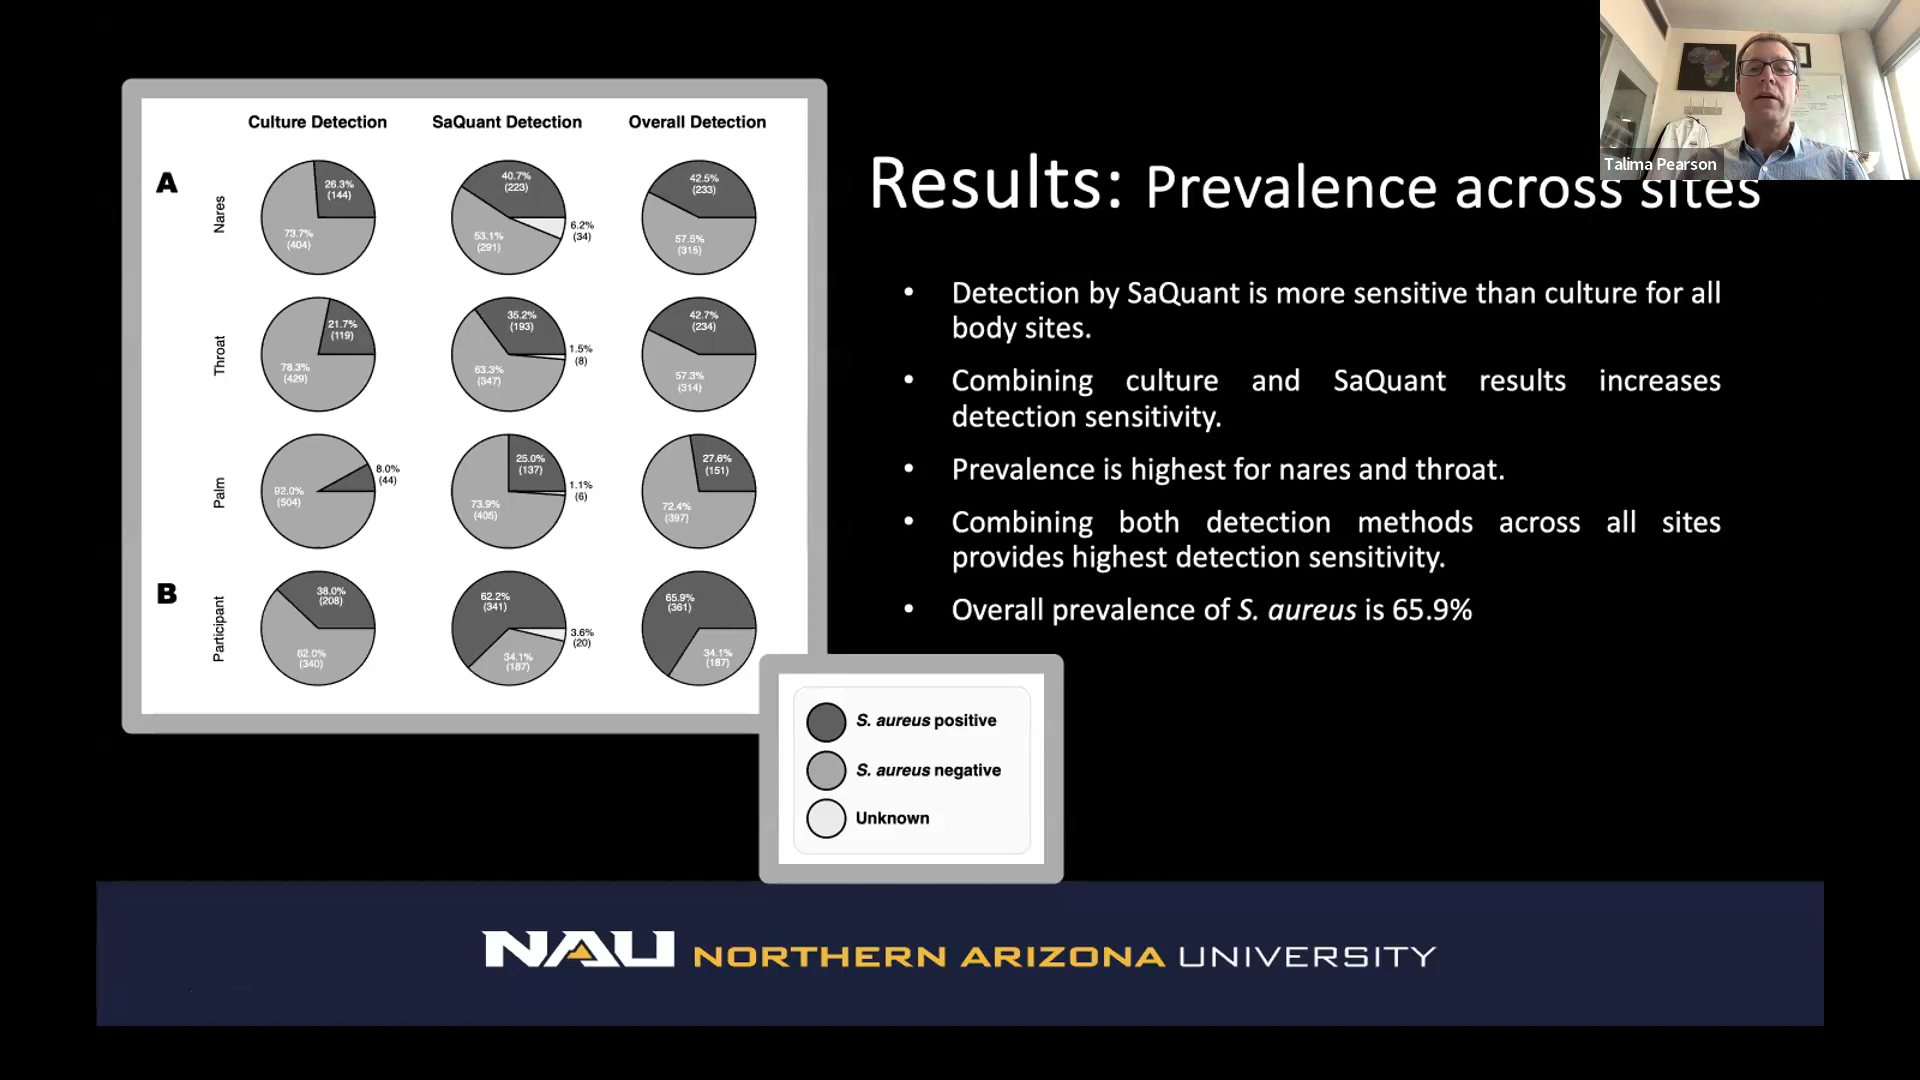 Talima Pearson
Culture Detection SaQuant Detection Overall Detection
A
Nares
26.3%
(144)
73.7%
(404)
40.7%
(223)
6.2%
(34)
53.1%
(291)
42.5%
(233)
57.5%
(315)
Throat
21.7%
(119)
78.3%
(429)
35.2%
(193)
1.5%
(8)
63.3%
(347)
42.7%
(234)
57.3%
(314)
Palm
8.0%
(44)
92.0%
(504)
25.0%
(137)
1.1%
(6)
73.9%
(405)
27.6%
(151)
72.4%
(397)
B
Participant
38.0%
(208)
62.0%
(340)
62.2%
(341)
3.6%
(20)
34.1%
(187)
65.9%
(361)
34.1%
(187)
S. aureus positive
S. aureus negative
Unknown
Results: Prevalence across sites
• Detection by SaQuant is more sensitive than culture for all
body sites.
• Combining culture and SaQuant results increases
detection sensitivity.
• Prevalence is highest for nares and throat.
• Combining both detection methods across all sites
provides highest detection sensitivity.
• Overall prevalence of S. aureus is 65.9%
NAU NORTHERN ARIZONA UNIVERSITY